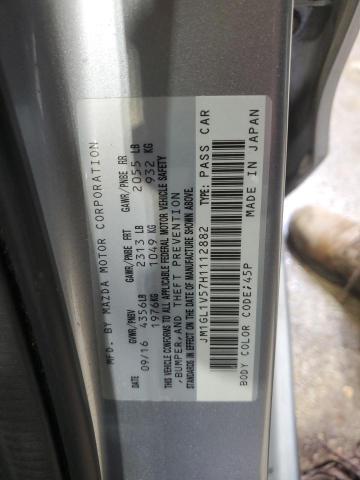 MFD. BY MAZDA MOTOR CORPORATION
DATE GVWR/PNBV GAWR/PNBE FRT GAWR/PNBE RR
09/16 4356LB 2313 LB 2055 LB
1976KG 1049 KG 932 KG
THIS VEHICLE CONFORMS TO ALL APPLICABLE FEDERAL MOTOR VEHICLE SAFETY
,BUMPER,AND THEFT PREVENTION
STANDARDS IN EFFECT ON THE DATE OF MANUFACTURE SHOWN ABOVE.
JM1GL1V57H1112882 TYPE: PASS CAR
BODY COLOR CODE;45P MADE IN JAPAN